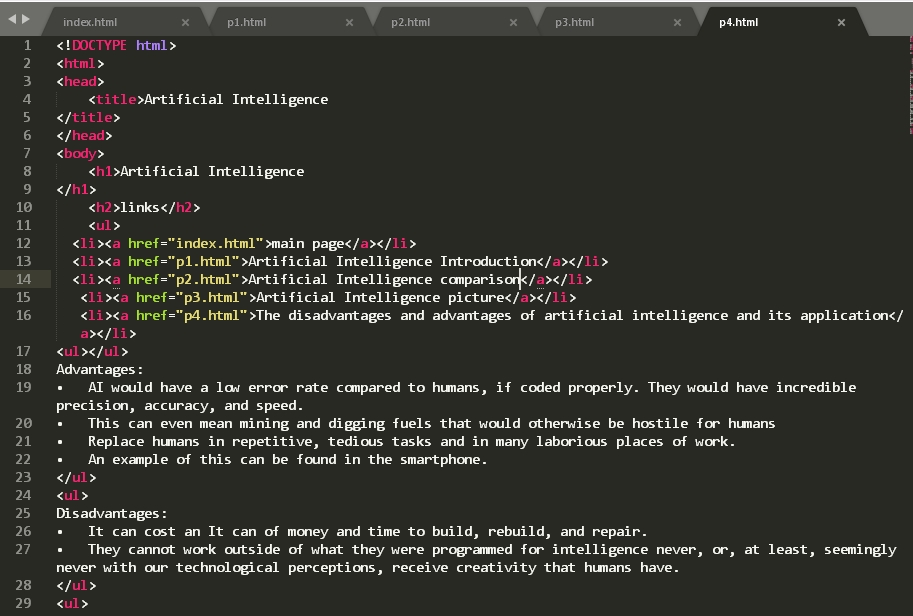 index.html × p1.html × p2.html × p3.html × p4.html ×
1 <!DOCTYPE html>
2 <html>
3 <head>
4 <title>Artificial Intelligence
5 </title>
6 </head>
7 <body>
8 <h1>Artificial Intelligence
9 </h1>
10 <h2>links</h2>
11 <ul>
12 <li><a href="index.html">main page</a></li>
13 <li><a href="p1.html">Artificial Intelligence Introduction</a></li>
14 <li><a href="p2.html">Artificial Intelligence comparison</a></li>
15 <li><a href="p3.html">Artificial Intelligence picture</a></li>
16 <li><a href="p4.html">The disadvantages and advantages of artificial intelligence and its application</
a></li>
17 <ul></ul>
18 Advantages:
19 • AI would have a low error rate compared to humans, if coded properly. They would have incredible
precision, accuracy, and speed.
20 • This can even mean mining and digging fuels that would otherwise be hostile for humans
21 • Replace humans in repetitive, tedious tasks and in many laborious places of work.
22 • An example of this can be found in the smartphone.
23 </ul>
24 <ul>
25 Disadvantages:
26 • It can cost an It can of money and time to build, rebuild, and repair.
27 • They cannot work outside of what they were programmed for intelligence never, or, at least, seemingly
never with our technological perceptions, receive creativity that humans have.
28 </ul>
29 <ul>